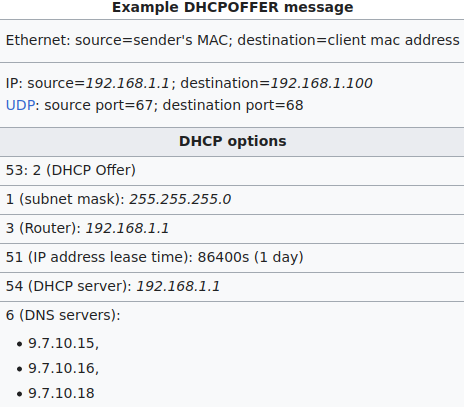 Example DHCPOFFER message
Ethernet: source=sender's MAC; destination=client mac address
IP: source=192.168.1.1; destination=192.168.1.100
UDP: source port=67; destination port=68
DHCP options
53: 2 (DHCP Offer)
1 (subnet mask): 255.255.255.0
3 (Router): 192.168.1.1
51 (IP address lease time): 86400s (1 day)
54 (DHCP server): 192.168.1.1
6 (DNS servers):
• 9.7.10.15,
• 9.7.10.16,
• 9.7.10.18